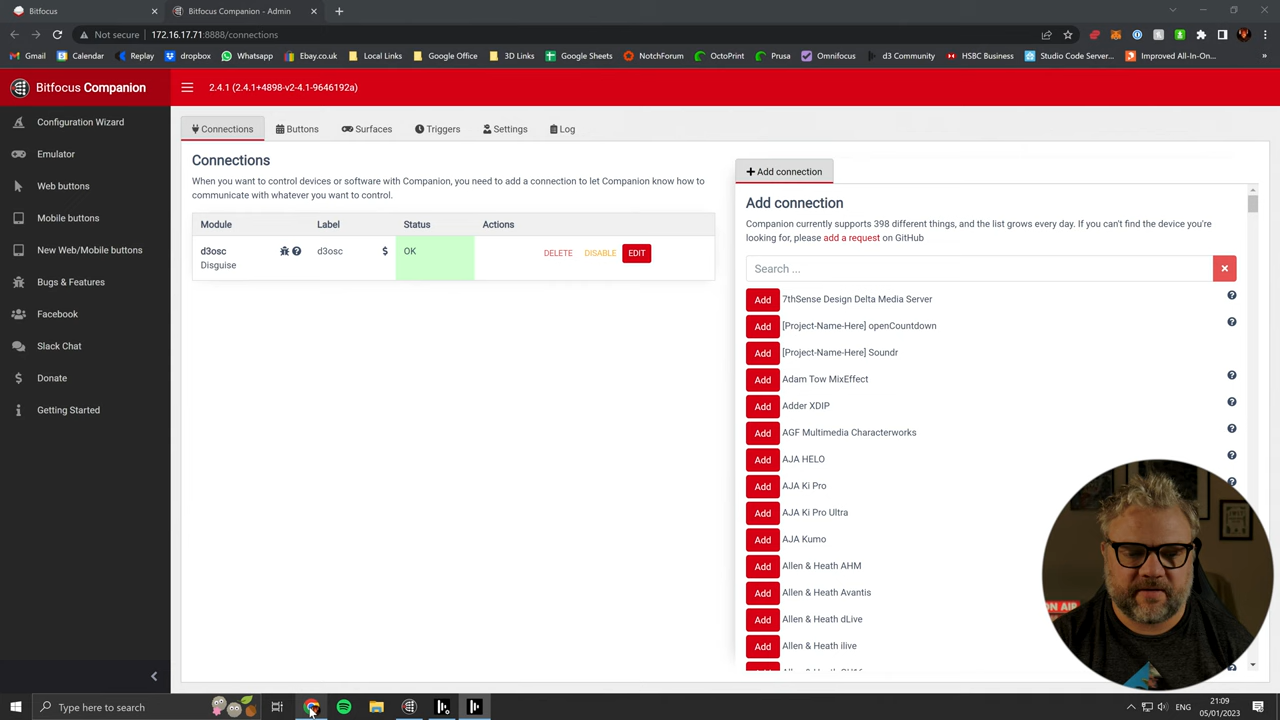 Bitfocus
Bitfocus Companion - Admin
Not secure
172.16.17.71:8888/connections
Gmail
Calendar
Replay
dropbox
Whatsapp
Ebay.co.uk
Local Links
Google Office
3D Links
Google Sheets
NotchForum
OctoPrint
Prusa
Omnifocus
d3 Community
HSBC Business
Studio Code Server...
Improved All-In-On...
Bitfocus Companion
2.4.1 (2.4.1+4898-v2-4.1-9646192a)
Configuration Wizard
Emulator
Web buttons
Mobile buttons
New Web/Mobile buttons
Bugs & Features
Facebook
Slack Chat
Donate
Getting Started
Connections
Buttons
Surfaces
Triggers
Settings
Log
Connections
When you want to control devices or software with Companion, you need to add a connection to let Companion know how to
communicate with whatever you want to control.
Module
Label
Status
Actions
d3osc
Disguise
d3osc
$
OK
DELETE
DISABLE
EDIT
Add connection
Add connection
Companion currently supports 398 different things, and the list grows every day. If you can't find the device you're
looking for, please add a request on GitHub
Search ...
Add 7thSense Design Delta Media Server
Add [Project-Name-Here] openCountdown
Add [Project-Name-Here] Soundr
Add Adam Tow MixEffect
Add Adder XDIP
Add AGF Multimedia Characterworks
Add AJA HELO
Add AJA Ki Pro
Add AJA Ki Pro Ultra
Add AJA Kumo
Add Allen & Heath AHM
Add Allen & Heath Avantis
Add Allen & Heath dLive
Add Allen & Heath ilive
ON AIR
Type here to search
ENG
21:09
05/01/2023